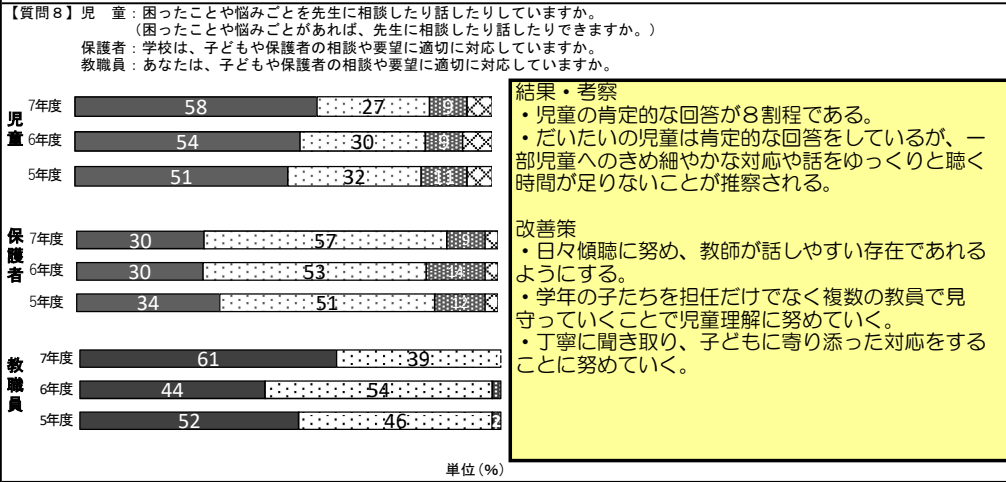 【質問８】児　童：困ったことや悩みごとを先生に相談したり話したりしていますか。
（困ったことや悩みごとがあれば、先生に相談したり話したりできますか。）
保護者：学校は、子どもや保護者の相談や要望に適切に対応していますか。
教職員：あなたは、子どもや保護者の相談や要望に適切に対応していますか。
児童
7年度 58 27 9
6年度 54 30 9
5年度 51 32 11
保護者
7年度 30 57 9
6年度 30 53 14
5年度 34 51 12
教職員
7年度 61 39
6年度 44 54
5年度 52 46 2
単位(%)
結果・考察
・児童の肯定的な回答が８割程である。
・だいたいの児童は肯定的な回答をしているが、一
部児童へのきめ細やかな対応や話をゆっくりと聴く
時間が足りないことが推察される。
改善策
・日々傾聴に努め、教師が話しやすい存在であれる
ようにする。
・学年の子たちを担任だけでなく複数の教員で見
守っていくことで児童理解に努めていく。
・丁寧に聞き取り、子どもに寄り添った対応をする
ことに努めていく。